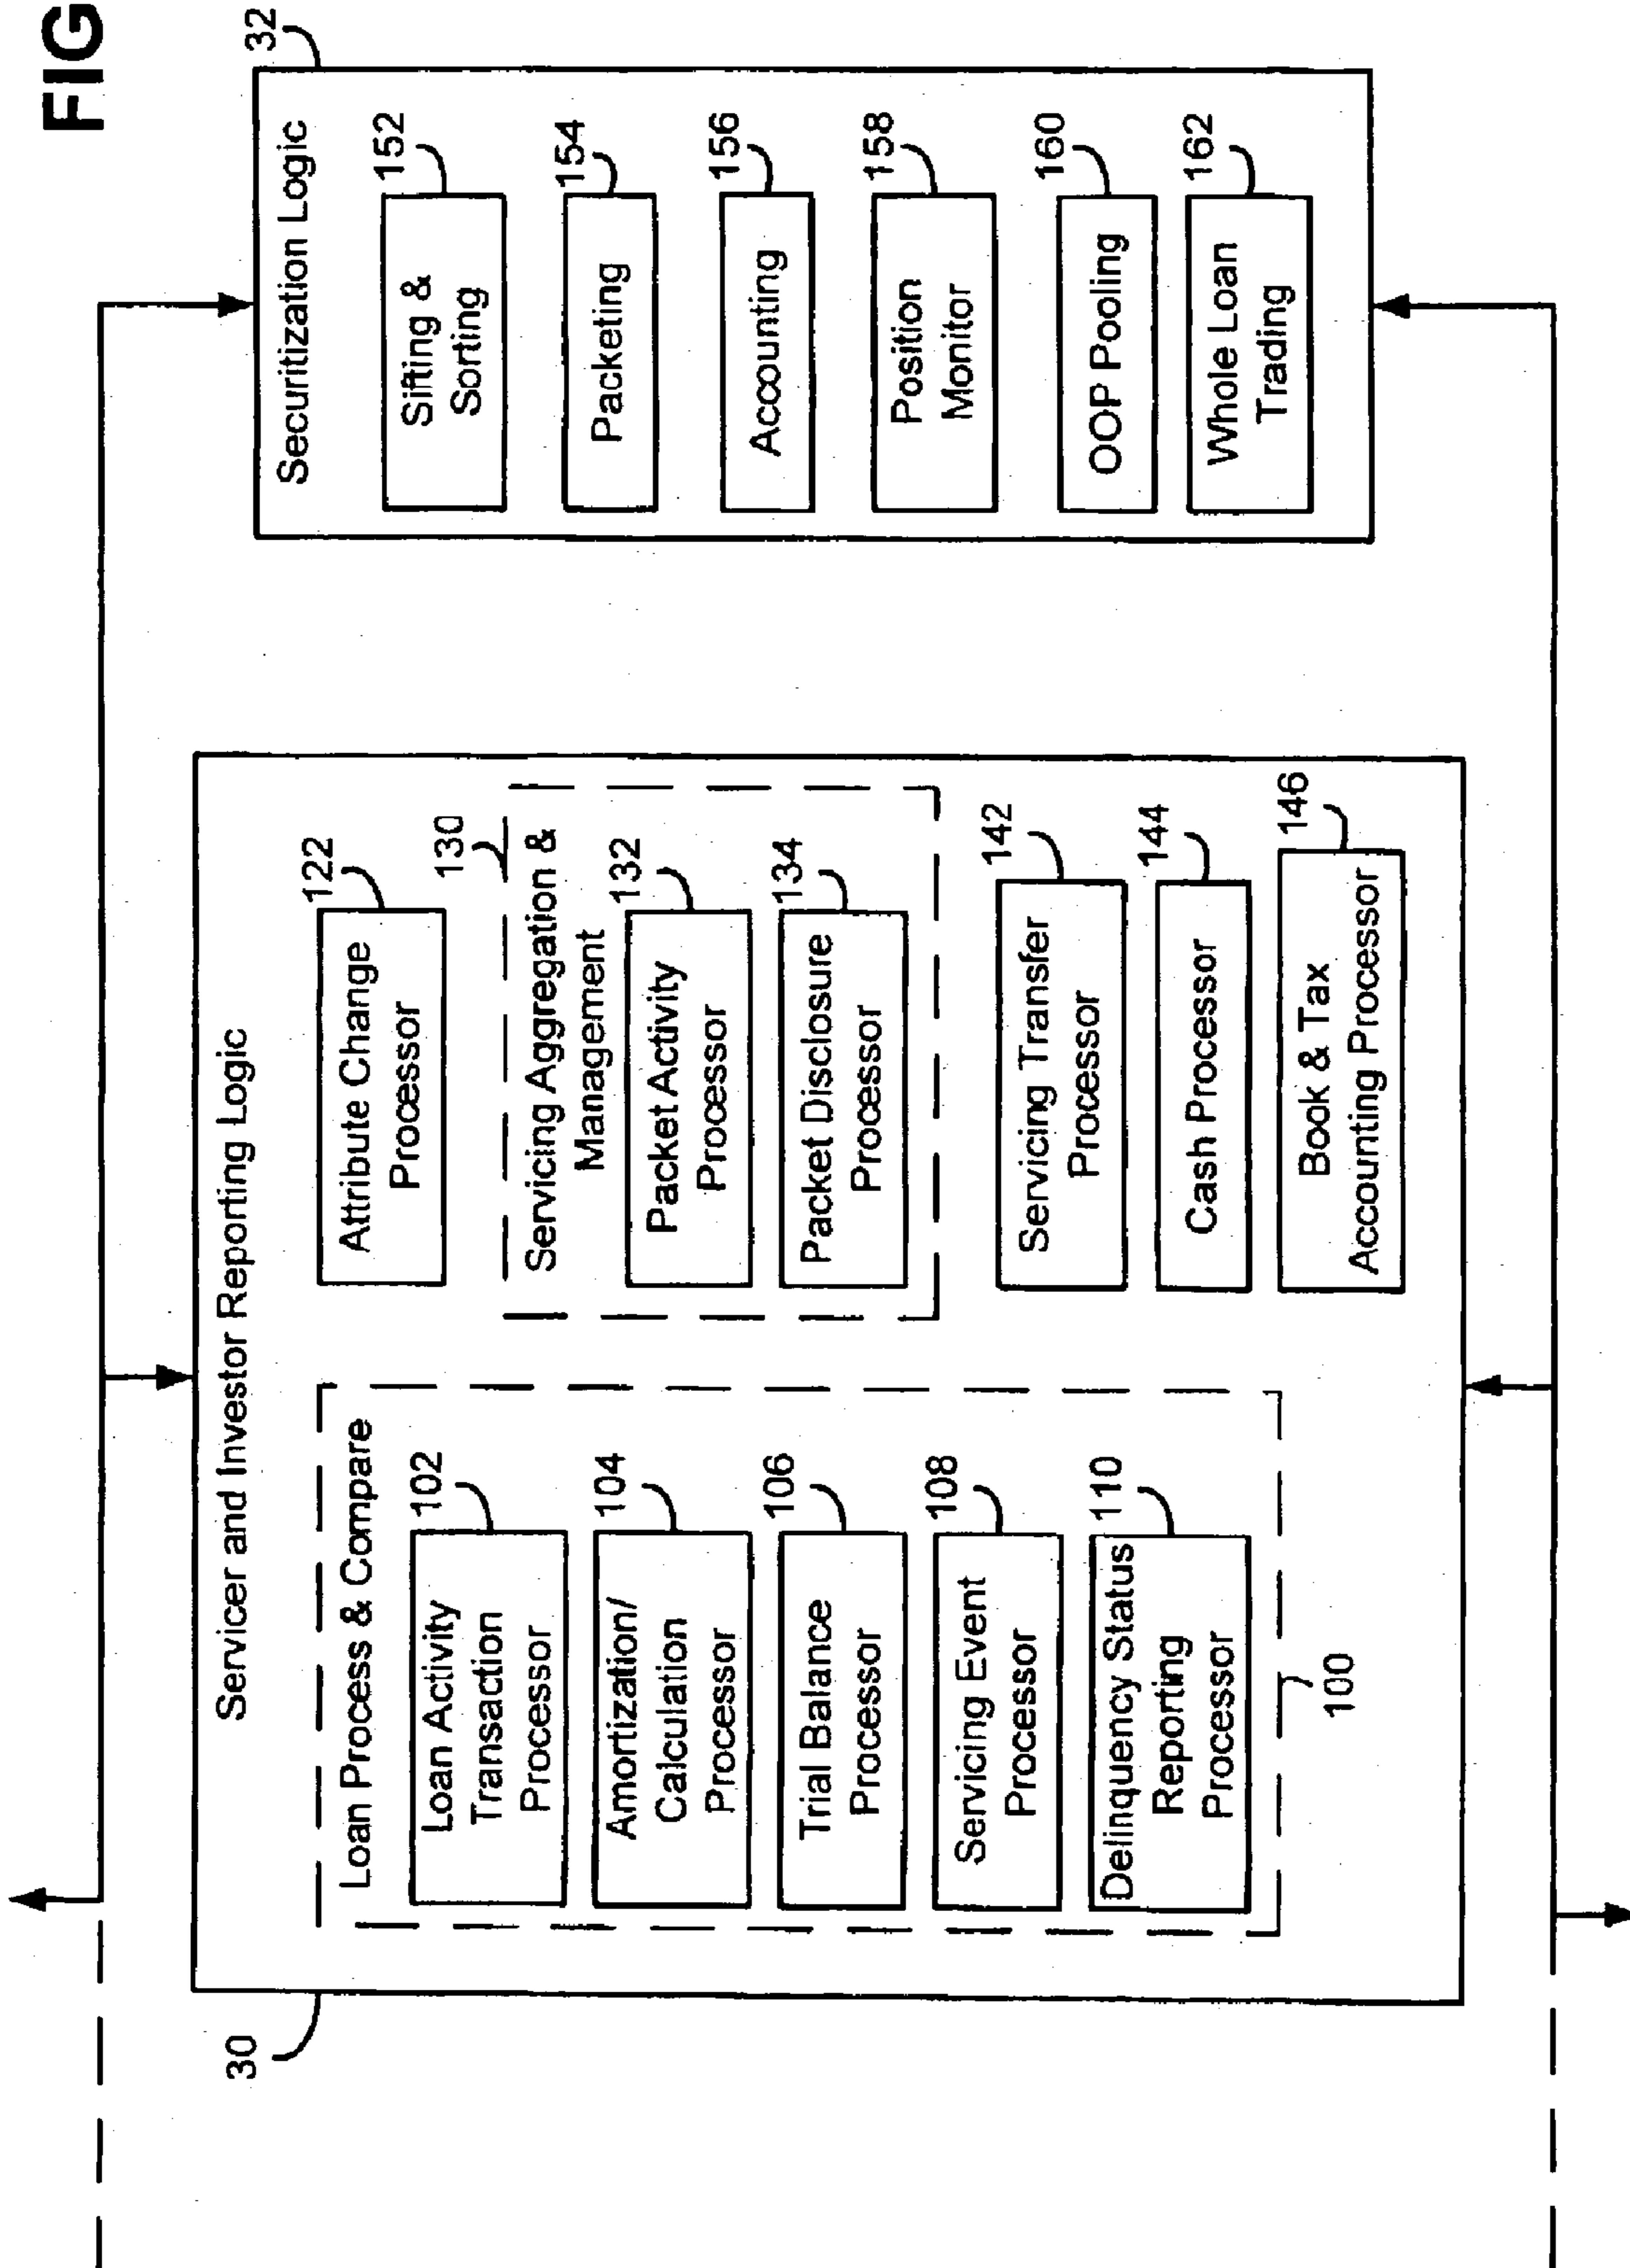 FIG
Servicer and Investor Reporting Logic
30
Loan Process & Compare
Loan Activity
Transaction
Processor
102
Amortization/
Calculation
Processor
104
Trial Balance
Processor
106
Servicing Event
Processor
108
Delinquency Status
Reporting
Processor
110
100
Attribute Change
Processor
122
130
Servicing Aggregation &
Management
Packet Activity
Processor
132
Packet Disclosure
Processor
134
Servicing Transfer
Processor
142
Cash Processor
144
Book & Tax
Accounting Processor
146
Securitization Logic
32
Sifting &
Sorting
152
Packeting
154
Accounting
156
Position
Monitor
158
OOP Pooling
160
Whole Loan
Trading
162